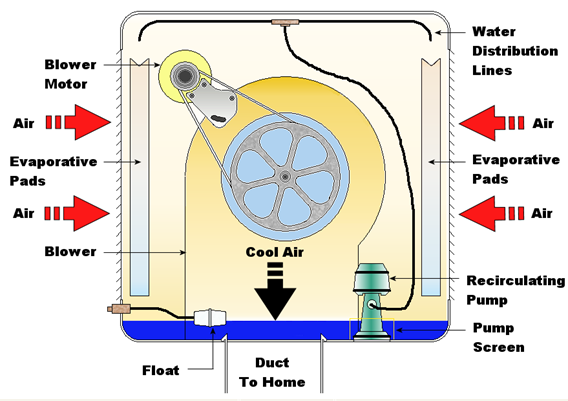 Water
Distribution
Lines
Blower
Motor
Air
Air
Evaporative
Pads
Evaporative
Pads
Air
Air
Blower
Cool Air
Recirculating
Pump
Pump
Screen
Float
Duct
To Home